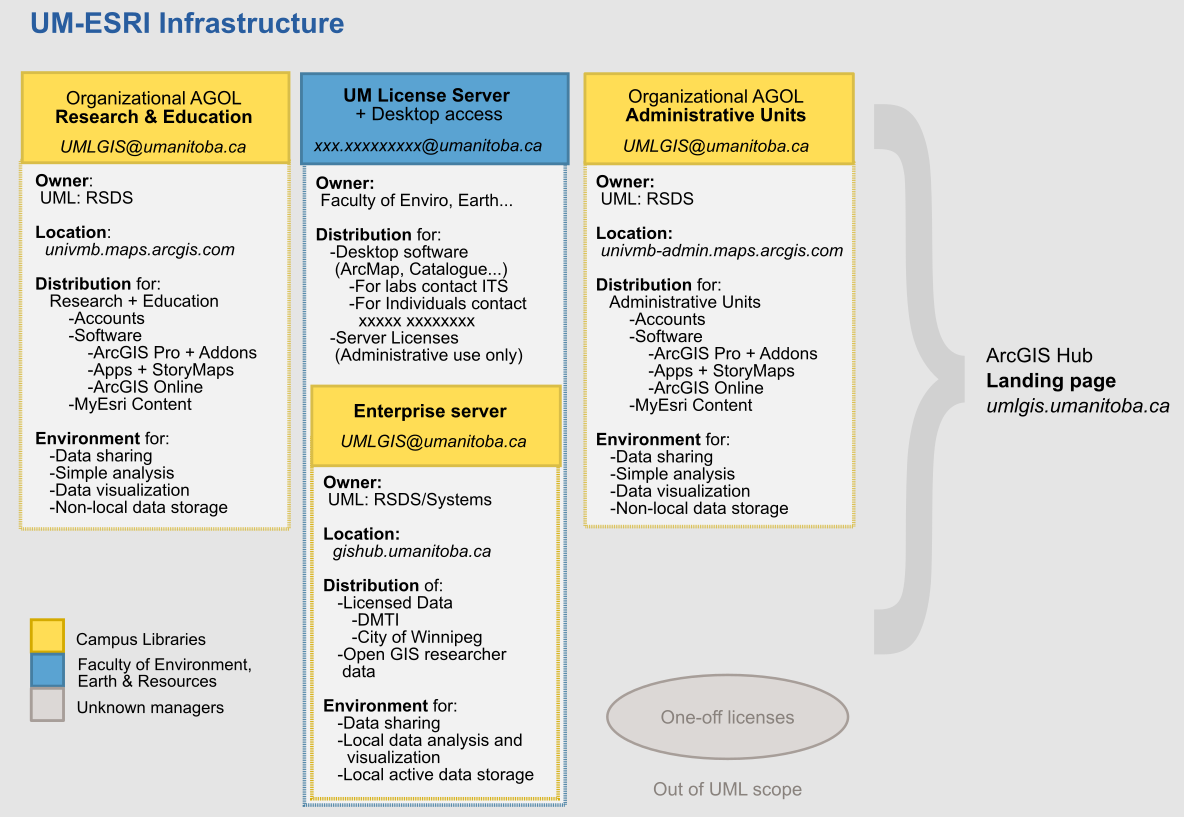 UM-ESRI Infrastructure
Organizational AGOL
Research & Education
UMLGIS@umanitoba.ca
Owner:
UML: RSDS
Location:
univmb.maps.arcgis.com
Distribution for:
Research + Education
-Accounts
-Software
-ArcGIS Pro + Addons
-Apps + StoryMaps
-ArcGIS Online
-MyEsri Content
Environment for:
-Data sharing
-Simple analysis
-Data visualization
-Non-local data storage
UM License Server
+ Desktop access
xxx.xxxxxxxxx@umanitoba.ca
Owner:
Faculty of Enviro, Earth...
Distribution for:
-Desktop software
(ArcMap, Catalogue...)
-For labs contact ITS
-For Individuals contact
xxxxx xxxxxxxx
-Server Licenses
(Administrative use only)
Enterprise server
UMLGIS@umanitoba.ca
Owner:
UML: RSDS/Systems
Location:
gishub.umanitoba.ca
Distribution of:
-Licensed Data
-DMTI
-City of Winnipeg
-Open GIS researcher
data
Environment for:
-Data sharing
-Local data analysis and
visualization
-Local active data storage
Organizational AGOL
Administrative Units
UMLGIS@umanitoba.ca
Owner:
UML: RSDS
Location:
univmb-admin.maps.arcgis.com
Distribution for:
Administrative Units
-Accounts
-Software
-ArcGIS Pro + Addons
-Apps + StoryMaps
-ArcGIS Online
-MyEsri Content
Environment for:
-Data sharing
-Simple analysis
-Data visualization
-Non-local data storage
ArcGIS Hub
Landing page
umlgis.umanitoba.ca
Campus Libraries
Faculty of Environment,
Earth & Resources
Unknown managers
One-off licenses
Out of UML scope